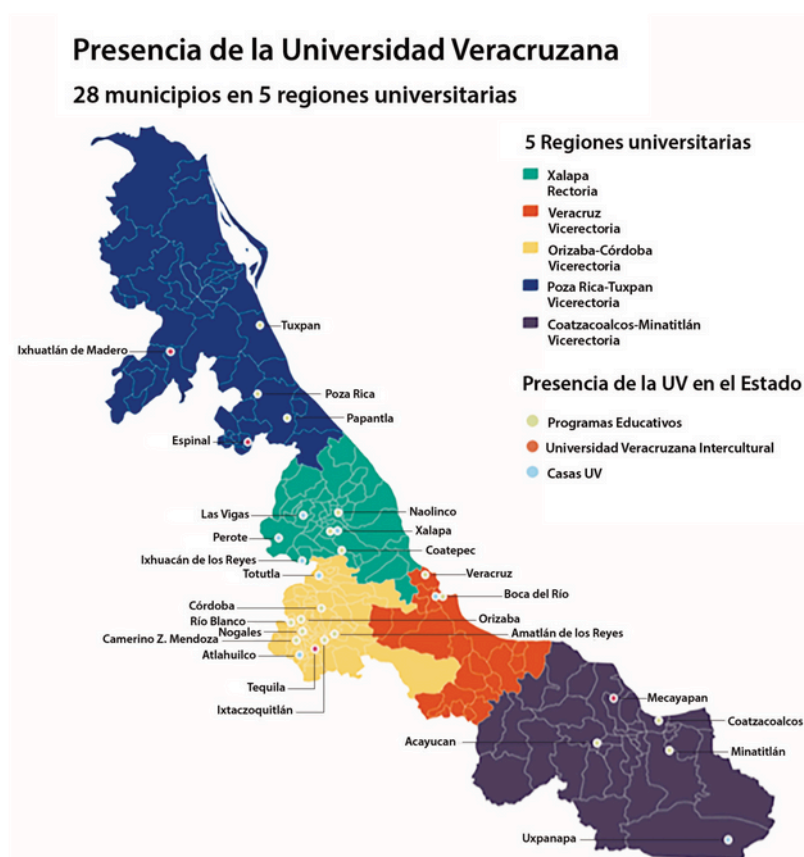 Presencia de la Universidad Veracruzana
28 municipios en 5 regiones universitarias
5 Regiones universitarias
Xalapa
Rectoria
Veracruz
Vicerectoria
Orizaba-Córdoba
Vicerectoria
Poza Rica-Tuxpan
Vicerectoria
Coatzacoalcos-Minatitlán
Vicerectoria
Presencia de la UV en el Estado
Programas Educativos
Universidad Veracruzana Intercultural
Casas UV
Tuxpan
Ixhuatlán de Madero
Poza Rica
Papantla
Espinal
Las Vigas
Naolinco
Perote
Xalapa
Coatepec
Ixhuacán de los Reyes
Totutla
Veracruz
Boca del Río
Córdoba
Río Blanco
Orizaba
Nogales
Amatlán de los Reyes
Camerino Z. Mendoza
Atlahuilco
Tequila
Ixtaczoquitlán
Mecayapan
Coatzacoalcos
Acayucan
Minatitlán
Uxpanapa